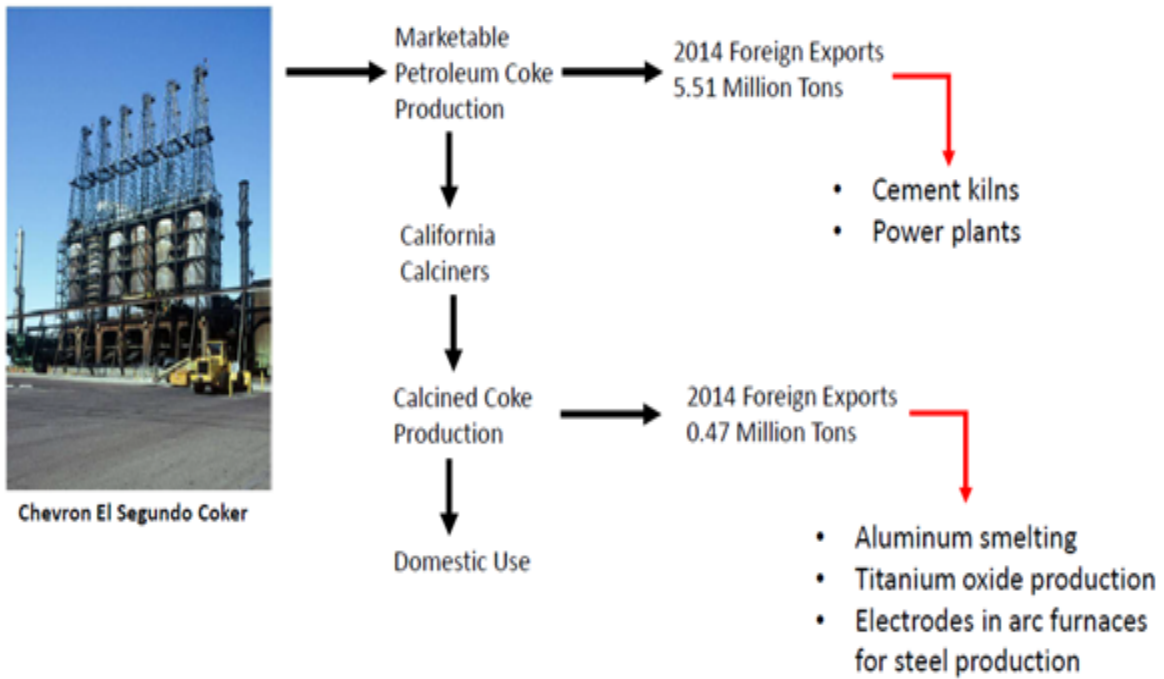 Marketable
Petroleum Coke
Production
2014 Foreign Exports
5.51 Million Tons
• Cement kilns
• Power plants
California
Calciners
Calcined Coke
Production
2014 Foreign Exports
0.47 Million Tons
Chevron El Segundo Coker
Domestic Use
• Aluminum smelting
• Titanium oxide production
• Electrodes in arc furnaces
for steel production